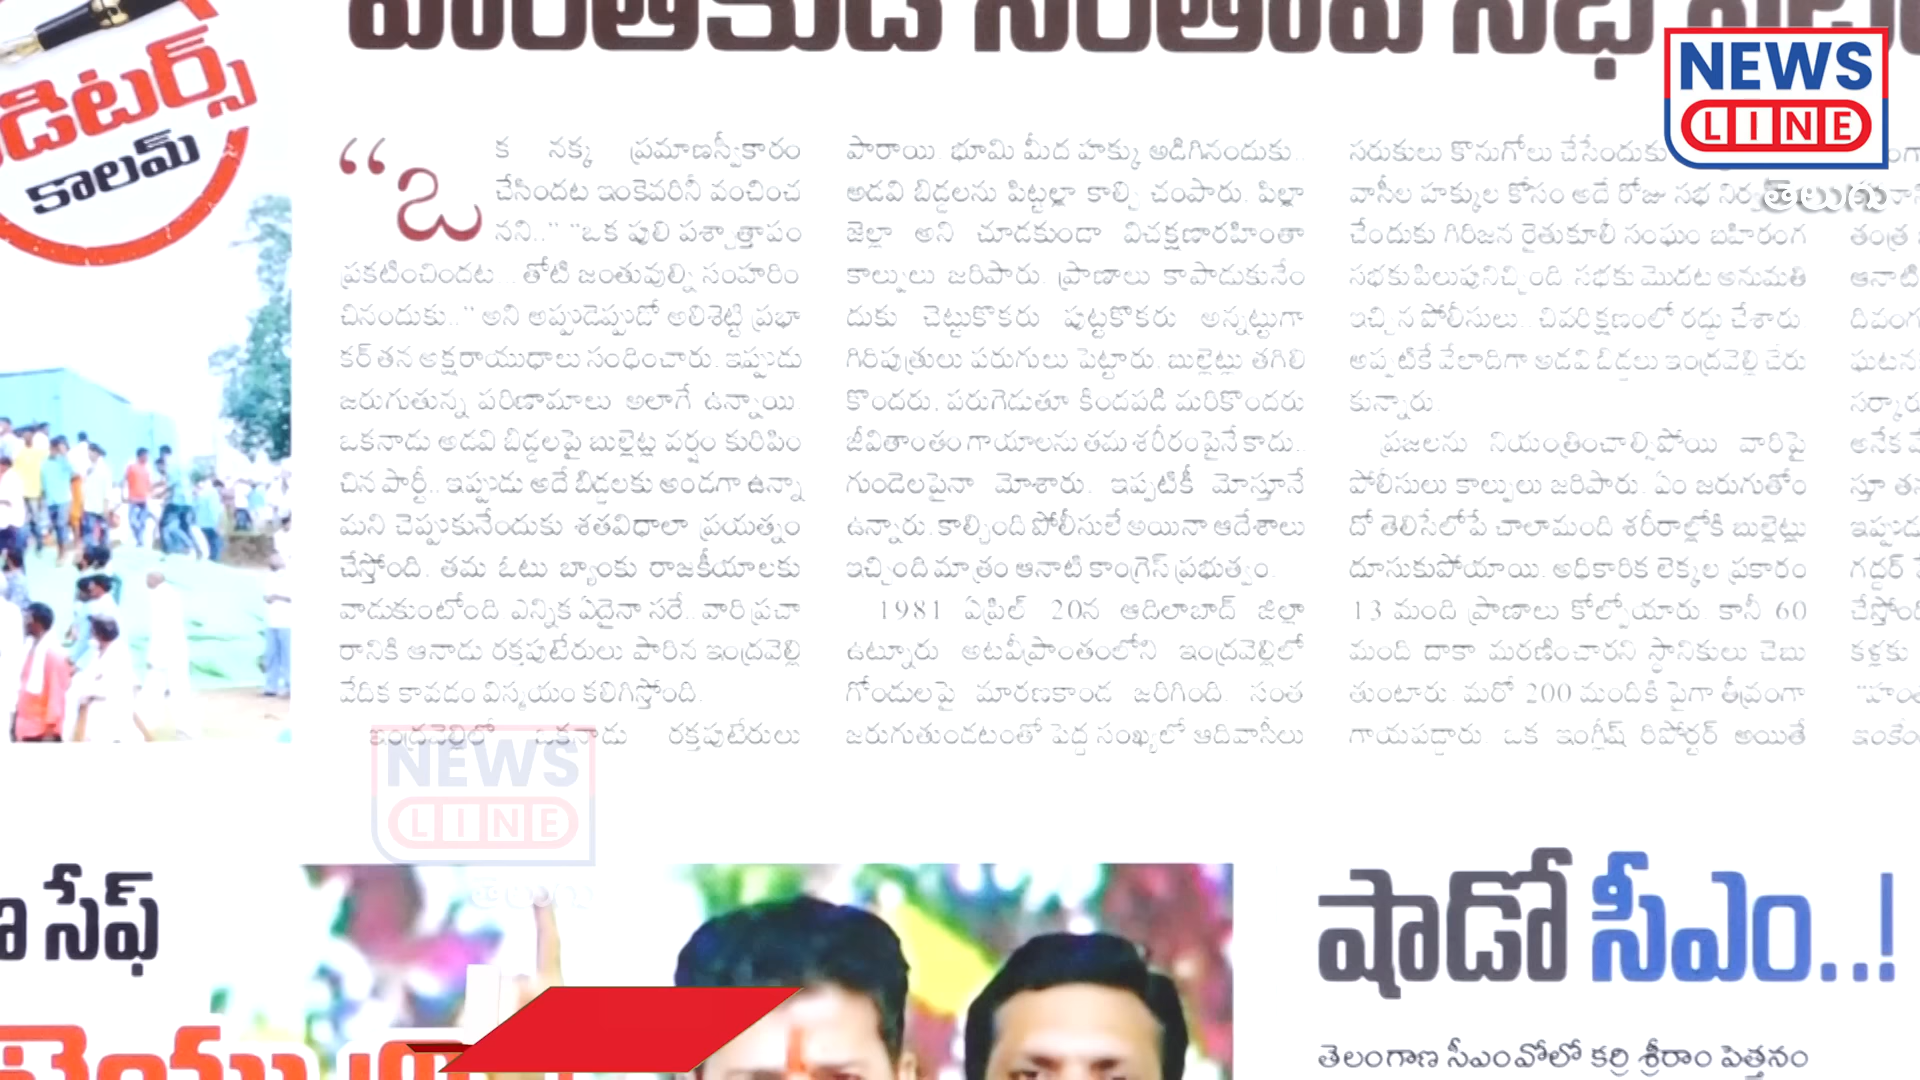 హంతకుడి సంతాప సభ
NEWS
LINE
తెలుగు
ఎడిటర్స్
కాలమ్
“ఒక నక్క ప్రమాణస్వీకారం
చేసిందట ఇంకెవరినీ వంచించ
నని..” “ఒక పులి పశ్చాత్తాపం
ప్రకటించిందట... తోటి జంతువుల్ని సంహరిం
చినందుకు..” అని అప్పుడెప్పుడో అలిశెట్టి ప్రభా
కర్ తన అక్షరాయుధాలు సంధించారు. ఇప్పుడు
జరుగుతున్న పరిణామాలు అలాగే ఉన్నాయి.
ఒకనాడు అడవి బిడ్డలపై బుల్లెట్ల వర్షం కురిపిం
చిన పార్టీ.. ఇప్పుడు అదే బిడ్డలకు అండగా ఉన్నా
మని చెప్పుకునేందుకు శతవిధాలా ప్రయత్నం
చేస్తోంది. తమ ఓటు బ్యాంకు రాజకీయాలకు
వాడుకుంటోంది ఎన్నిక ఏదైనా సరే.. వారి ప్రచా
రానికి ఆనాడు రక్తపుటేరులు పారిన ఇంద్రవెల్లి
వేదిక కావడం విస్మయం కలిగిస్తోంది.
ఇంద్రవెల్లిలో ఒకనాడు రక్తపుటేరులు
పారాయి. భూమి మీద హక్కు అడిగినందుకు..
అడవి బిడ్డలను పిట్టల్లా కాల్చి చంపారు. పిల్లా
జెల్లా అని చూడకుండా విచక్షణారహితంగా
కాల్పులు జరిపారు. ప్రాణాలు కాపాడుకునేం
దుకు చెట్టుకొకరు పుట్టకొకరు అన్నట్టుగా
గిరిపుత్రులు పరుగులు పెట్టారు. బుల్లెట్లు తగిలి
కొందరు, పరుగెడుతూ కిందపడి మరికొందరు
జీవితాంతం గాయాలను తమ శరీరంపైనే కాదు..
గుండెలపైనా మోశారు. ఇప్పటికీ మోస్తూనే
ఉన్నారు. కాల్చింది పోలీసులే అయినా ఆదేశాలు
ఇచ్చింది మాత్రం ఆనాటి కాంగ్రెస్ ప్రభుత్వం.
1981 ఏప్రిల్ 20న ఆదిలాబాద్ జిల్లా
ఉట్నూరు అటవీప్రాంతంలోని ఇంద్రవెల్లిలో
గోండులపై మారణకాండ జరిగింది. సంత
జరుగుతుండటంతో పెద్ద సంఖ్యలో ఆదివాసీలు
సరుకులు కొనుగోలు చేసేందుకు
వాసీల హక్కుల కోసం అదే రోజు సభ
చేందుకు గిరిజన రైతుకూలీ సంఘం బహిరంగ
సభకు పిలుపునిచ్చింది. సభకు మొదట అనుమతి
ఇచ్చిన పోలీసులు.. చివరిక్షణంలో రద్దు చేశారు.
అప్పటికే వేలాదిగా అడవి బిడ్డలు ఇంద్రవెల్లి చేరు
కున్నారు.
ప్రజలను నియంత్రించాల్సిపోయి వారిపై
పోలీసులు కాల్పులు జరిపారు. ఏం జరుగుతోం
దో తెలిసేలోపే చాలామంది శరీరాల్లోకి బుల్లెట్లు
దూసుకుపోయాయి. అధికారిక లెక్కల ప్రకారం
13 మంది ప్రాణాలు కోల్పోయారు. కానీ 60
మంది దాకా మరణించారని స్థానికులు చెబు
తుంటారు. మరో 200 మందికి పైగా తీవ్రంగా
గాయపడ్డారు. ఒక ఇంగ్లీష్ రిపోర్టర్ అయితే
NEWS
LINE
తెలుగు
సేఫ్
షాడో సీఎం..!
తెలంగాణ సీఎంవోలో కర్రి శ్రీరాం పెత్తనం